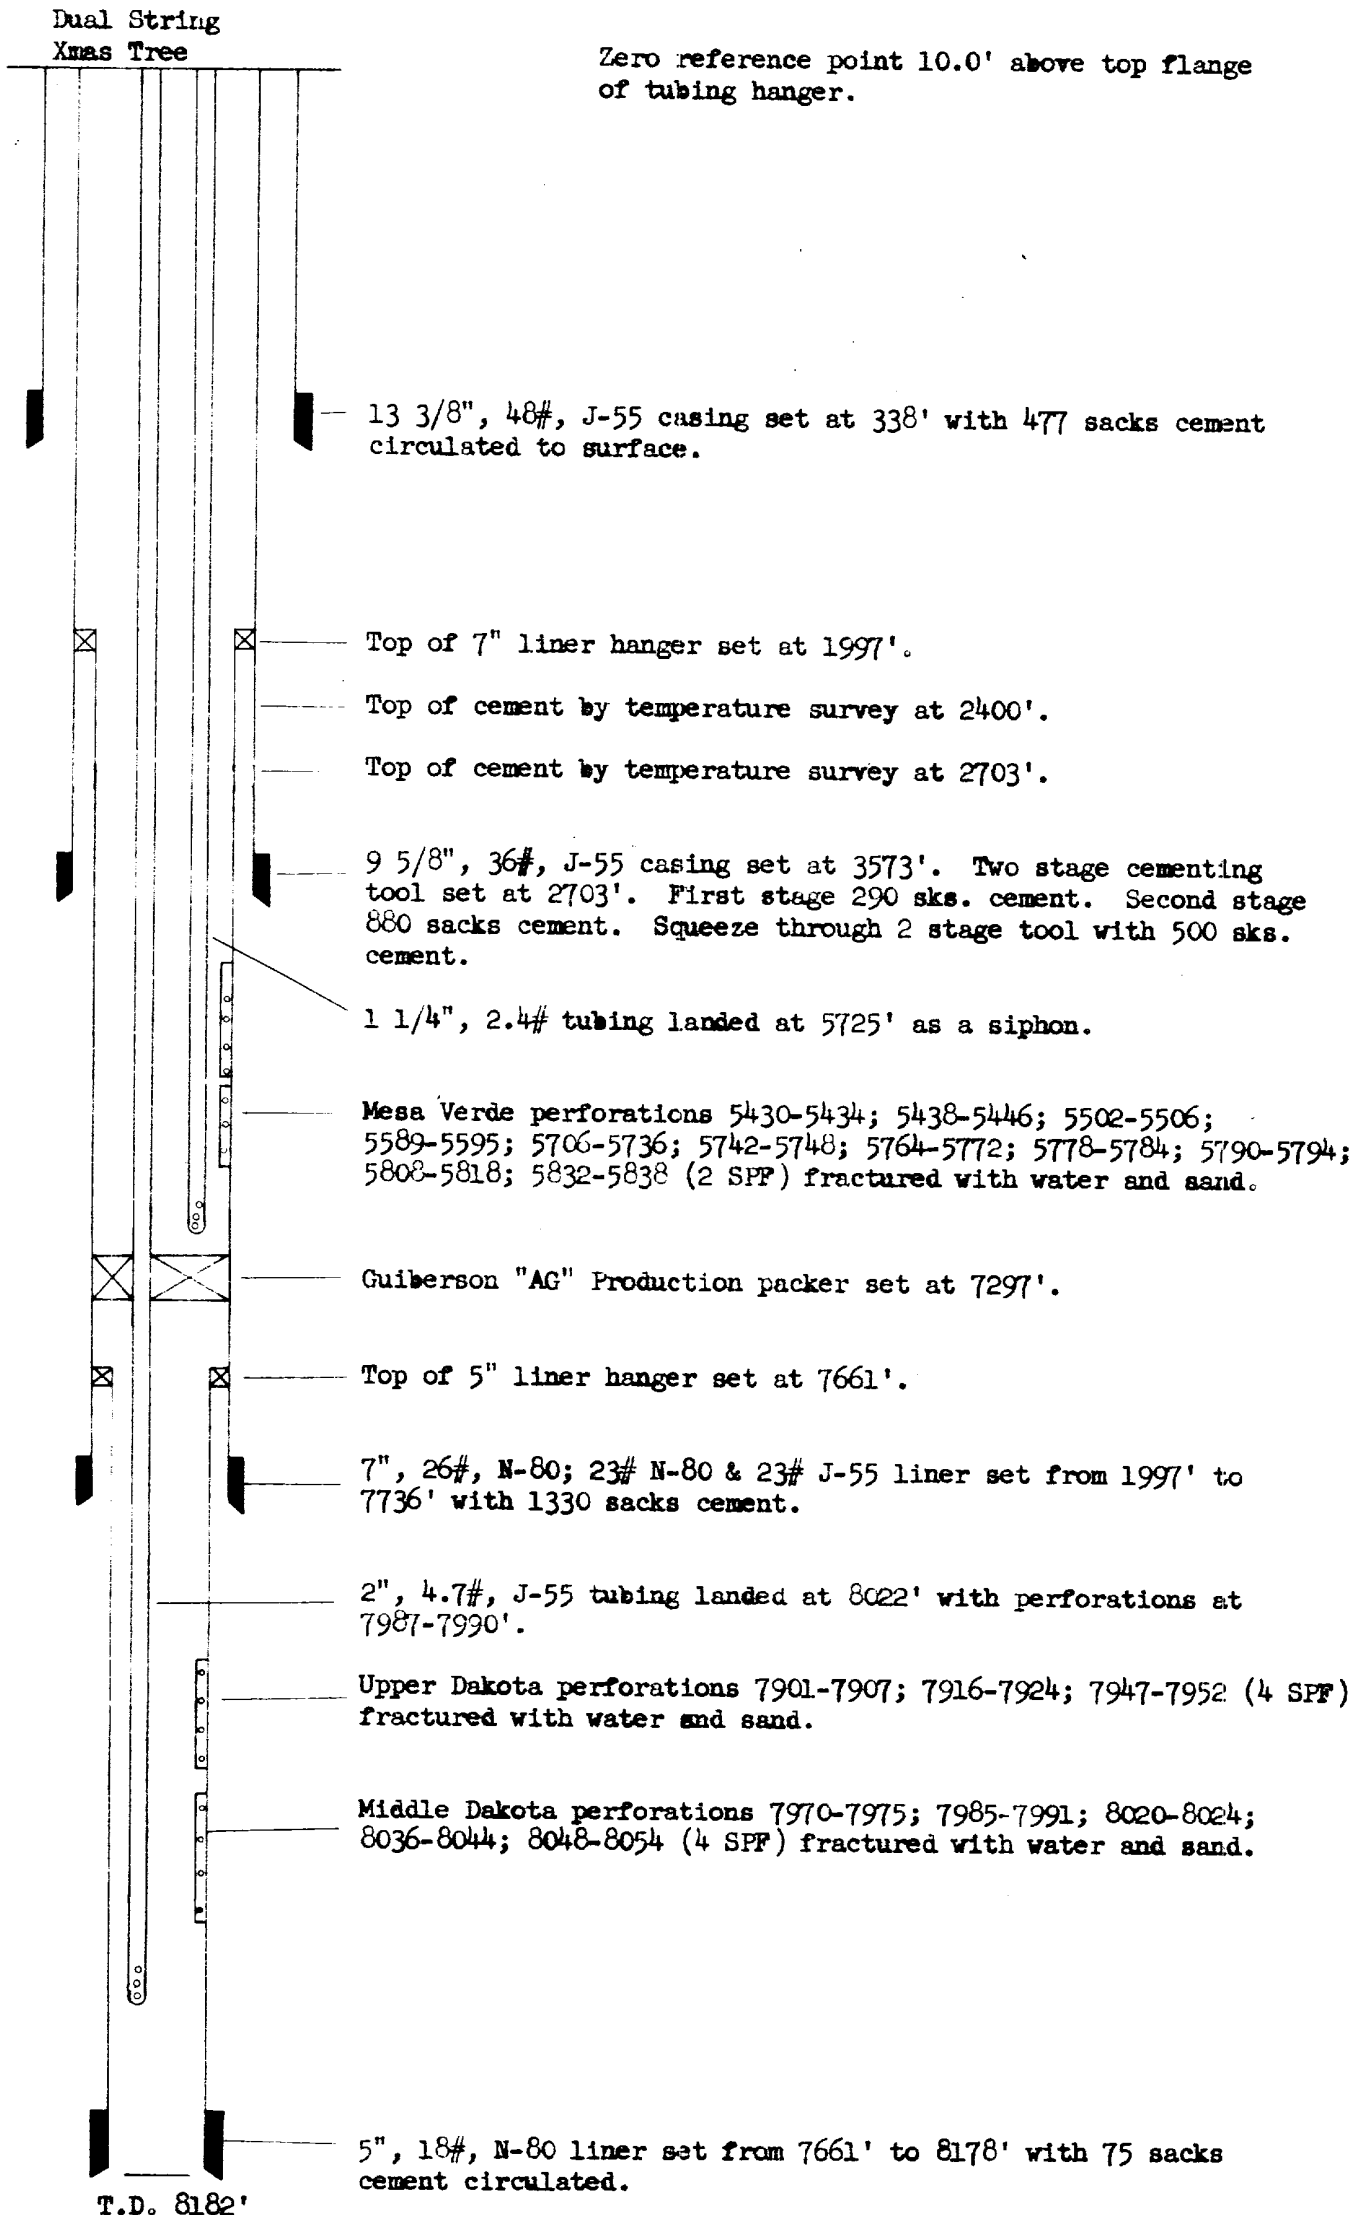 Dual String
Xmas Tree
Zero reference point 10.0' above top flange
of tubing hanger.
13 3/8", 48#, J-55 casing set at 338' with 477 sacks cement
circulated to surface.
Top of 7" liner hanger set at 1997'.
Top of cement by temperature survey at 2400'.
Top of cement by temperature survey at 2703'.
9 5/8", 36#, J-55 casing set at 3573'. Two stage cementing
tool set at 2703'. First stage 290 sks. cement. Second stage
880 sacks cement. Squeeze through 2 stage tool with 500 sks.
cement.
1 1/4", 2.4# tubing landed at 5725' as a siphon.
Mesa Verde perforations 5430-5434; 5438-5446; 5502-5506;
5589-5595; 5706-5736; 5742-5748; 5764-5772; 5778-5784; 5790-5794;
5808-5818; 5832-5838 (2 SPF) fractured with water and sand.
Guiberson "AG" Production packer set at 7297'.
Top of 5" liner hanger set at 7661'.
7", 26#, N-80; 23# N-80 & 23# J-55 liner set from 1997' to
7736' with 1330 sacks cement.
2", 4.7#, J-55 tubing landed at 8022' with perforations at
7987-7990'.
Upper Dakota perforations 7901-7907; 7916-7924; 7947-7952 (4 SPF)
fractured with water and sand.
Middle Dakota perforations 7970-7975; 7985-7991; 8020-8024;
8036-8044; 8048-8054 (4 SPF) fractured with water and sand.
5", 18#, N-80 liner set from 7661' to 8178' with 75 sacks
cement circulated.
T.D. 8182'